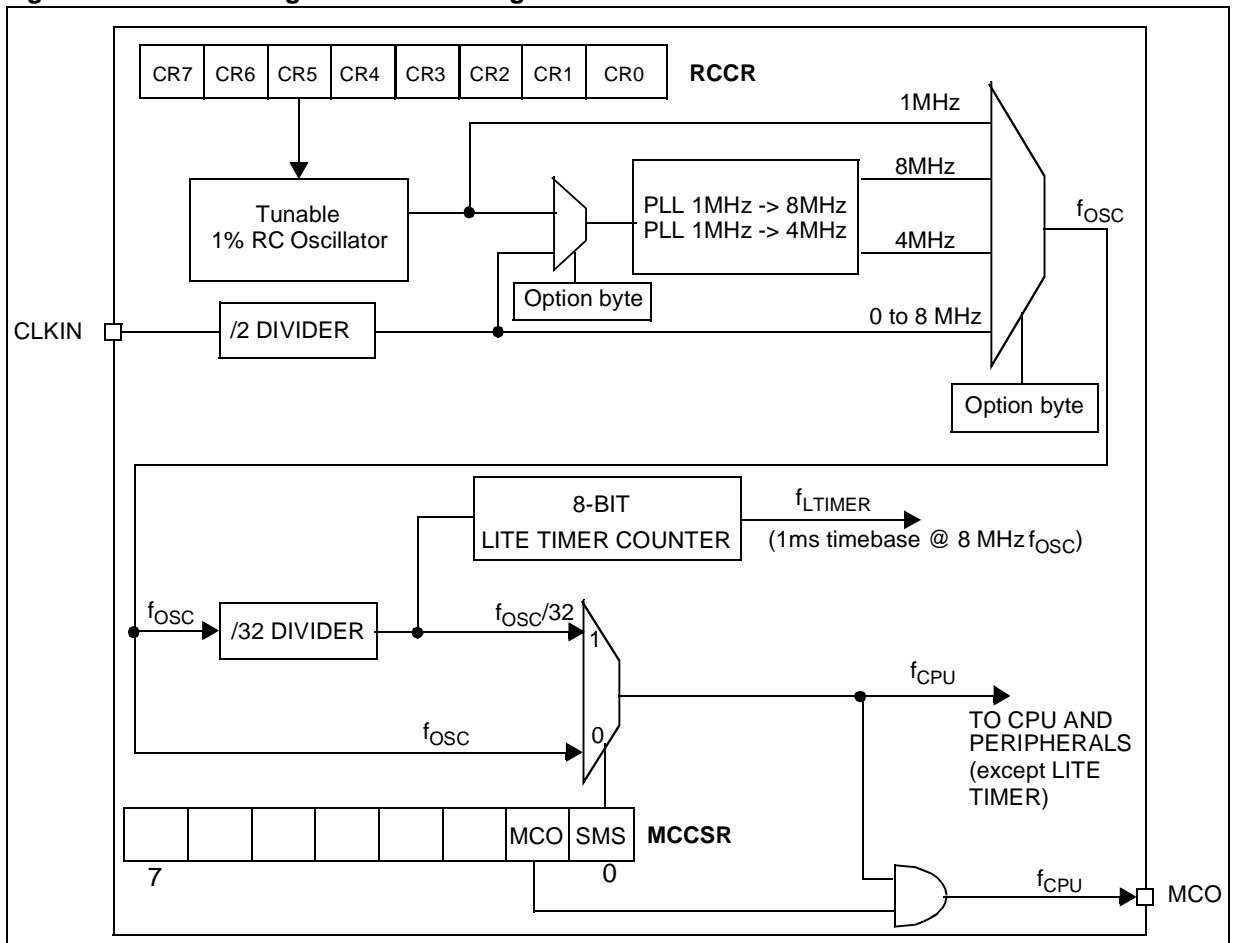 CR7 CR6 CR5 CR4 CR3 CR2 CR1 CR0 RCCR
1MHz
8MHz
Tunable
1% RC Oscillator
PLL 1MHz -> 8MHz
PLL 1MHz -> 4MHz
fOSC
4MHz
Option byte
CLKIN
/2 DIVIDER
0 to 8 MHz
Option byte
8-BIT
LITE TIMER COUNTER
fLTIMER
(1ms timebase @ 8 MHz fOSC)
fOSC
/32 DIVIDER
fOSC/32
1
fCPU
TO CPU AND
PERIPHERALS
(except LITE
TIMER)
fOSC
0
MCO SMS MCCSR
7 0
fCPU
MCO